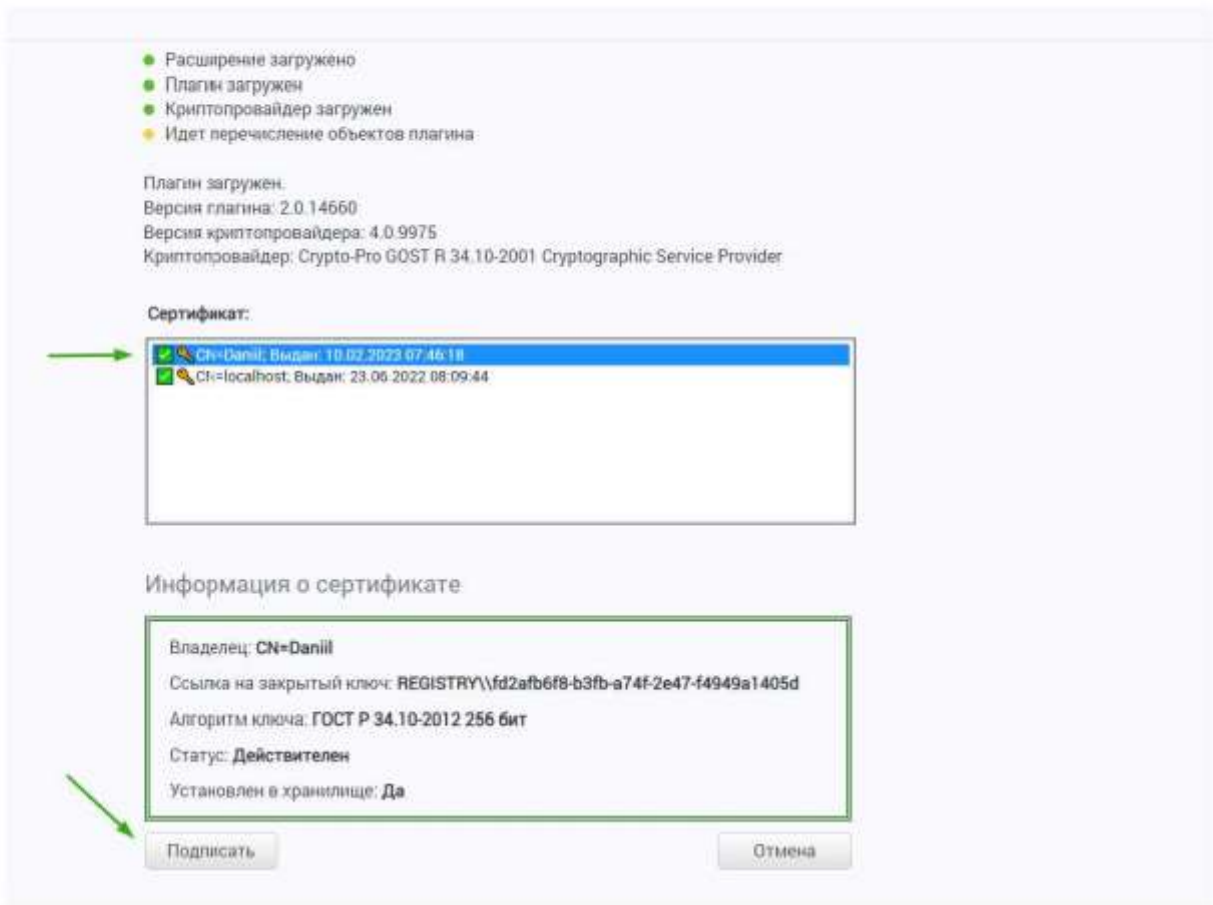 Расширение загружено
Плагин загружен
Криптопровайдер загружен
Идет перечисление объектов плагина
Плагин загружен.
Версия плагина: 2.0.14660
Версия криптопровайдера: 4.0.9975
Криптопровайдер: Crypto-Pro GOST R 34.10-2001 Cryptographic Service Provider
Сертификат:
CN=Daniil; Выдан: 10.02.2023 07:46:18
CN=localhost; Выдан: 23.06.2022 08:09:44
Информация о сертификате
Владелец: CN=Daniil
Ссылка на закрытый ключ: REGISTRY\\fd2afb6f8-b3fb-a74f-2e47-f4949a1405d
Алгоритм ключа: ГОСТ Р 34.10-2012 256 бит
Статус: Действителен
Установлен в хранилище: Да
Подписать
Отмена